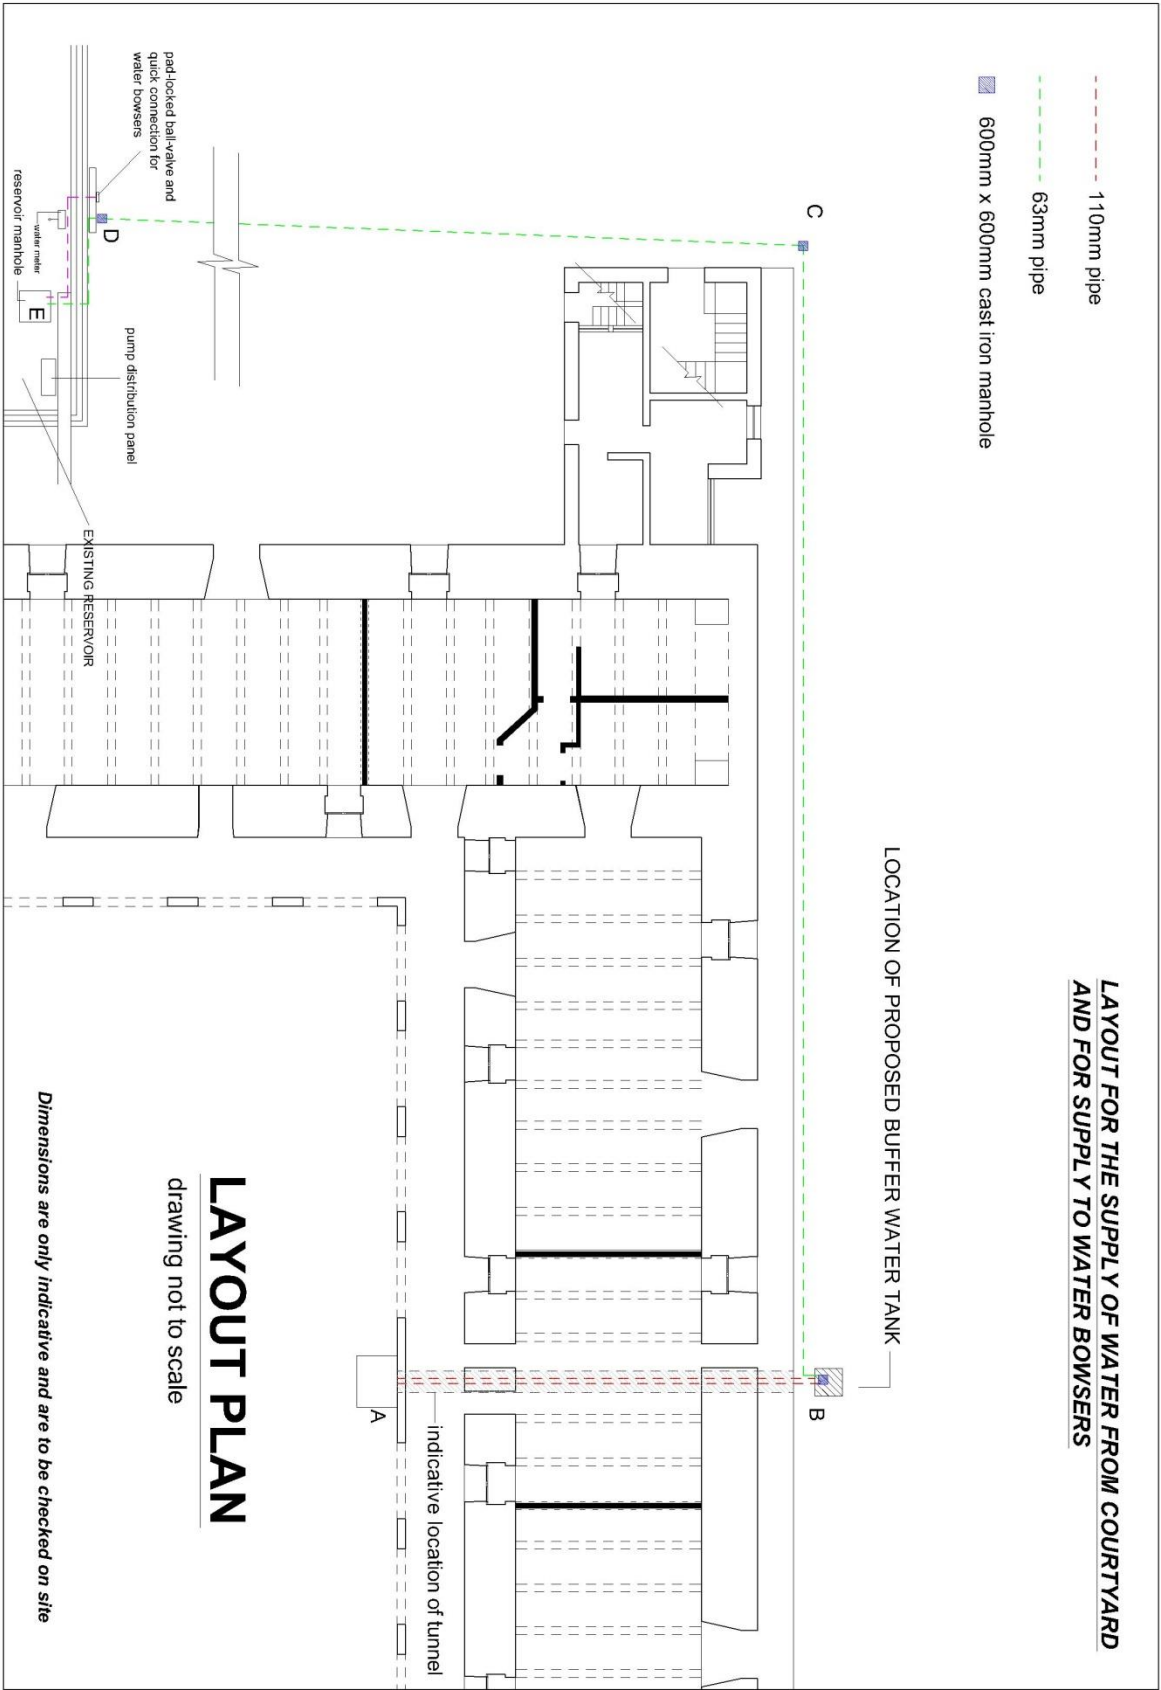 LAYOUT FOR THE SUPPLY OF WATER FROM COURTYARD
AND FOR SUPPLY TO WATER BOWSERS
110mm pipe
63mm pipe
600mm x 600mm cast iron manhole
LOCATION OF PROPOSED BUFFER WATER TANK
C
B
pad-locked ball-valve and
quick connection for
water bowsers
D
water meter
reservoir manhole
E
pump distribution panel
EXISTING RESERVOIR
A
indicative location of tunnel
LAYOUT PLAN
drawing not to scale
Dimensions are only indicative and are to be checked on site